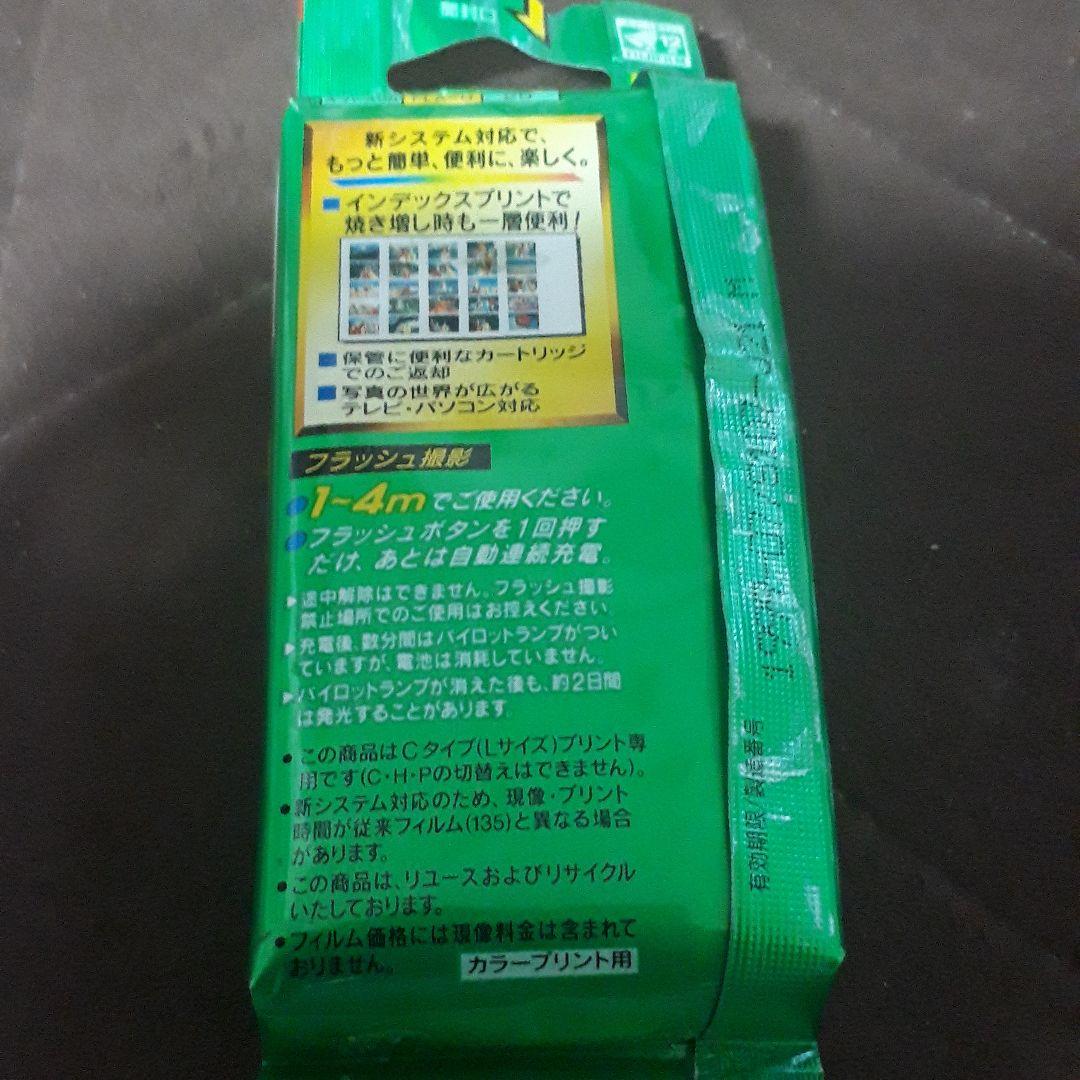 開封口
12
新システム対応で、
もっと簡単、便利に、楽しく。
インデックスプリントで
焼き増し時も一層便利!
保管に便利なカートリッジ
でのご返却
写真の世界が広がる
テレビ・パソコン対応
フラッシュ撮影
1~4mでご使用ください。
フラッシュボタンを1回押す
だけ、あとは自動連続充電。
途中解除はできません。フラッシュ撮影
禁止場所でのご使用はお控えください。
充電後、数分間はパイロットランプがつい
ていますが、電池は消耗していません。
パイロットランプが消えた後も、約2日間
は発光することがあります。
この商品はCタイプ(Lサイズ)プリント専
用です(C・H・Pの切替えはできません)。
新システム対応のため、現像・プリント
時間が従来フィルム(135)と異なる場合
があります。
この商品は、リユースおよびリサイクル
いたしております。
フィルム価格には現像料金は含まれて
おりません。
カラープリント用
有効期限/製造番号